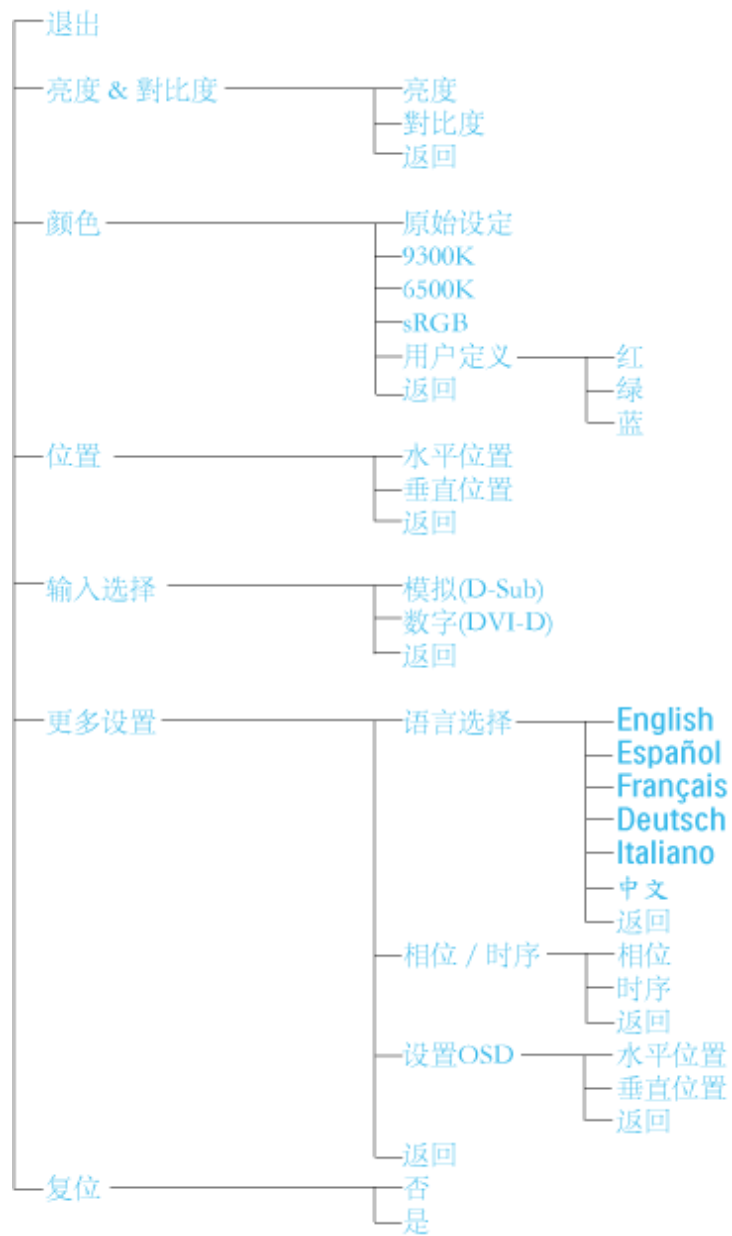 退出
亮度 & 對比度
亮度
對比度
返回
颜色
原始设定
9300K
6500K
sRGB
用户定义
红
绿
蓝
返回
位置
水平位置
垂直位置
返回
输入选择
模拟(D-Sub)
数字(DVI-D)
返回
更多设置
语言选择
English
Español
Français
Deutsch
Italiano
中文
返回
相位 / 时序
相位
时序
返回
设置OSD
水平位置
垂直位置
返回
返回
复位
否
是